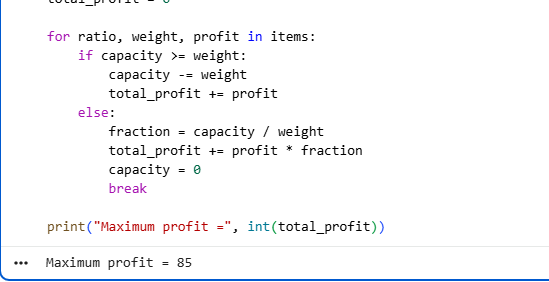 total_profit = 0
for ratio, weight, profit in items:
    if capacity >= weight:
        capacity -= weight
        total_profit += profit
    else:
        fraction = capacity / weight
        total_profit += profit * fraction
        capacity = 0
        break
print("Maximum profit =", int(total_profit))
••• Maximum profit = 85